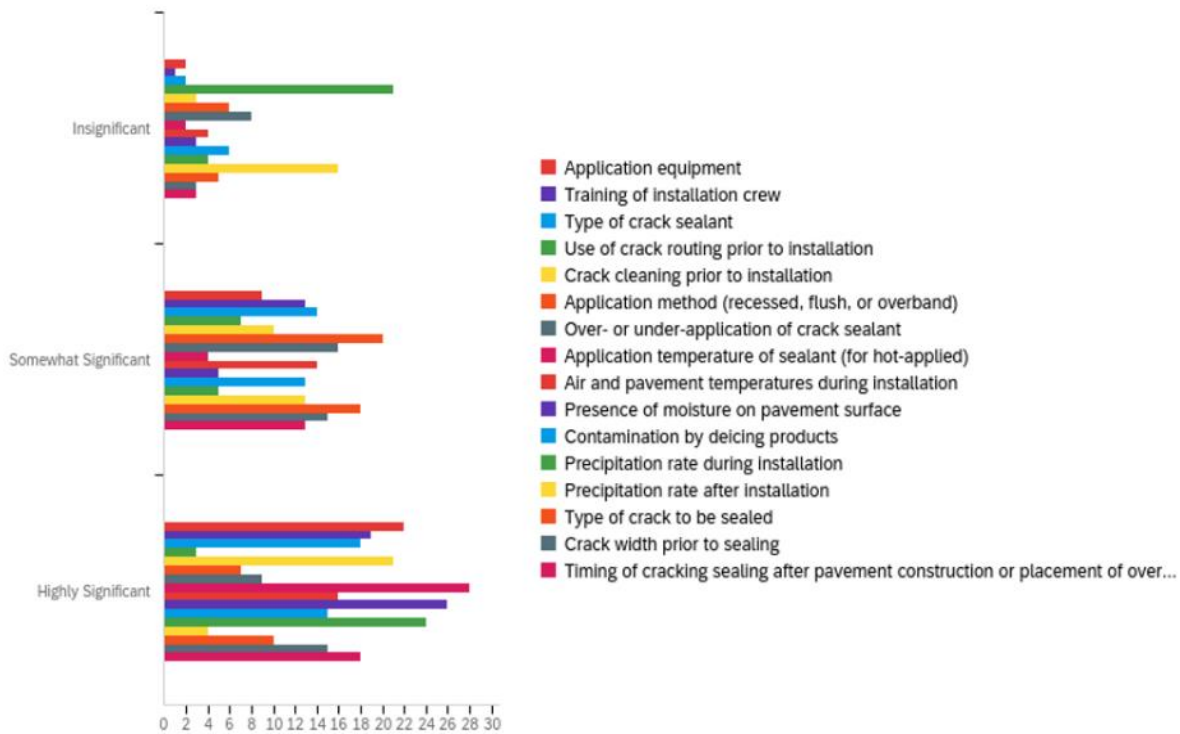 Insignificant
Somewhat Significant
Highly Significant
0 2 4 6 8 10 12 14 16 18 20 22 24 26 28 30
Application equipment
Training of installation crew
Type of crack sealant
Use of crack routing prior to installation
Crack cleaning prior to installation
Application method (recessed, flush, or overband)
Over- or under-application of crack sealant
Application temperature of sealant (for hot-applied)
Air and pavement temperatures during installation
Presence of moisture on pavement surface
Contamination by deicing products
Precipitation rate during installation
Precipitation rate after installation
Type of crack to be sealed
Crack width prior to sealing
Timing of cracking sealing after pavement construction or placement of over...